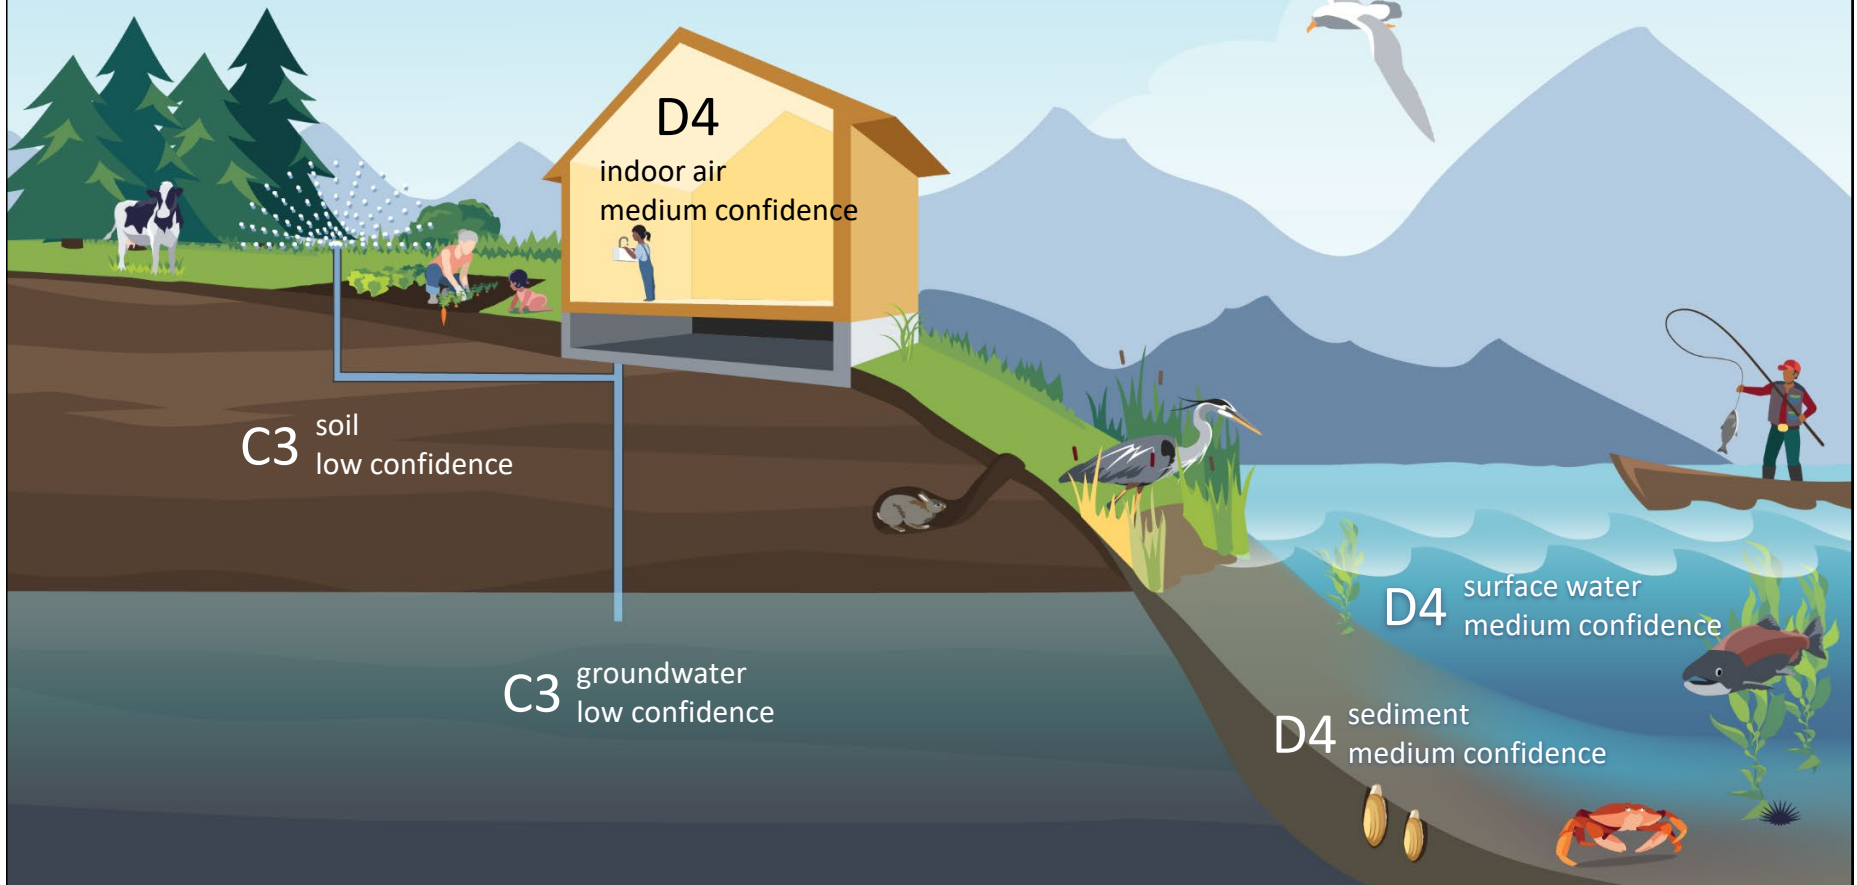 D4
indoor air
medium confidence
C3
soil
low confidence
D4
surface water
medium confidence
C3
groundwater
low confidence
D4
sediment
medium confidence